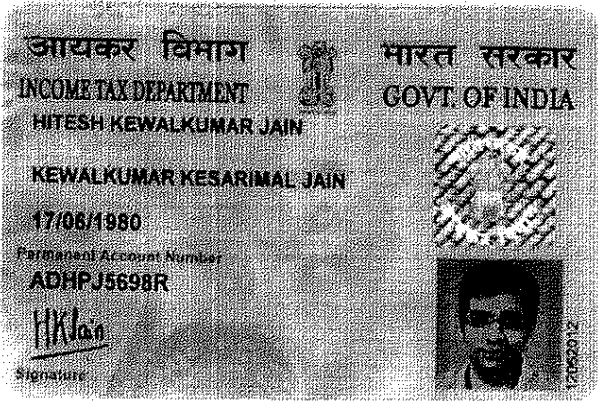 आयकर विभाग
भारत सरकार
INCOME TAX DEPARTMENT
GOVT. OF INDIA
HITESH KEWALKUMAR JAIN
KEWALKUMAR KESARIMAL JAIN
17/06/1980
Permanent Account Number
ADHPJ5698R
HKJain
Signature